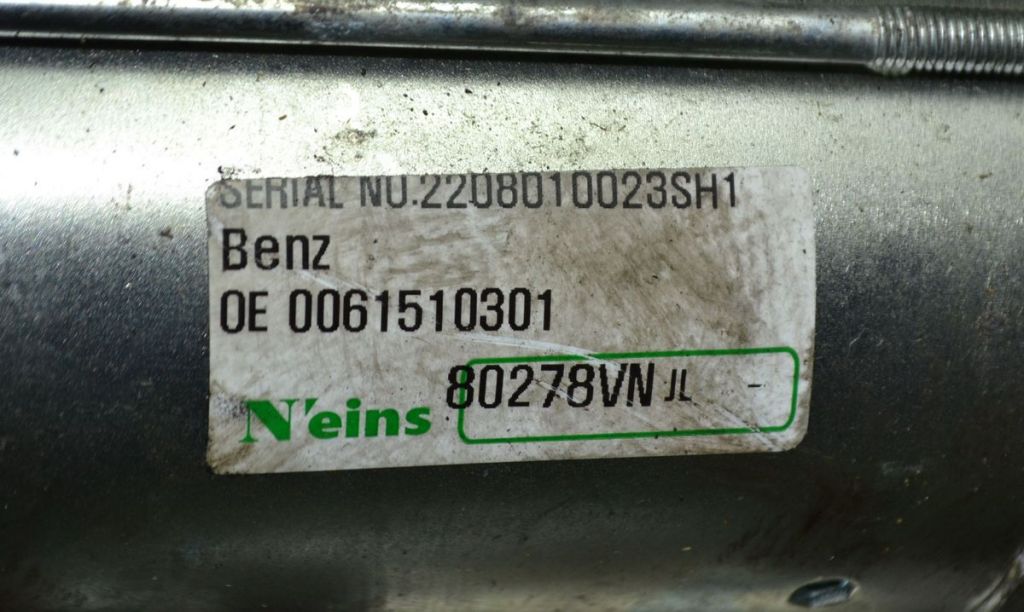 SERIAL NO.2208010023SH1
Benz
OE 0061510301
80278VN JL -
N'eins